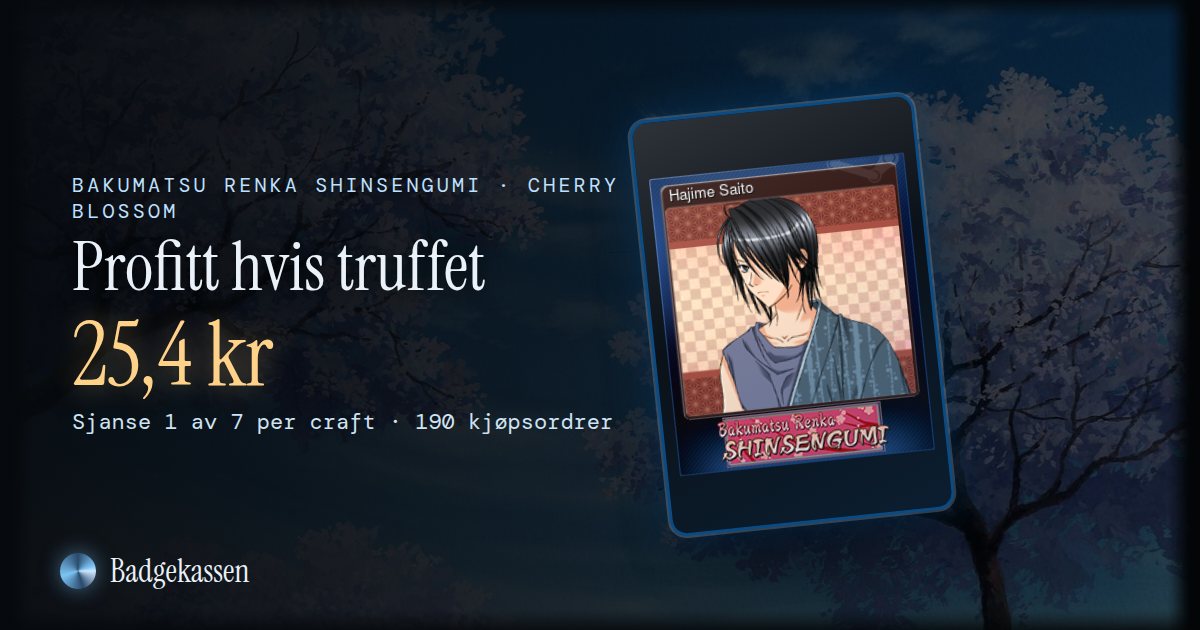 BAKUMATSU RENKA SHINSENGUMI · CHERRY
BLOSSOM
Profitt hvis truffet
25,4 kr
Sjanse 1 av 7 per craft · 190 kjøpsordrer
Hajime Saito
Bakumatsu Renka
SHINSENGUMI
Badgekassen